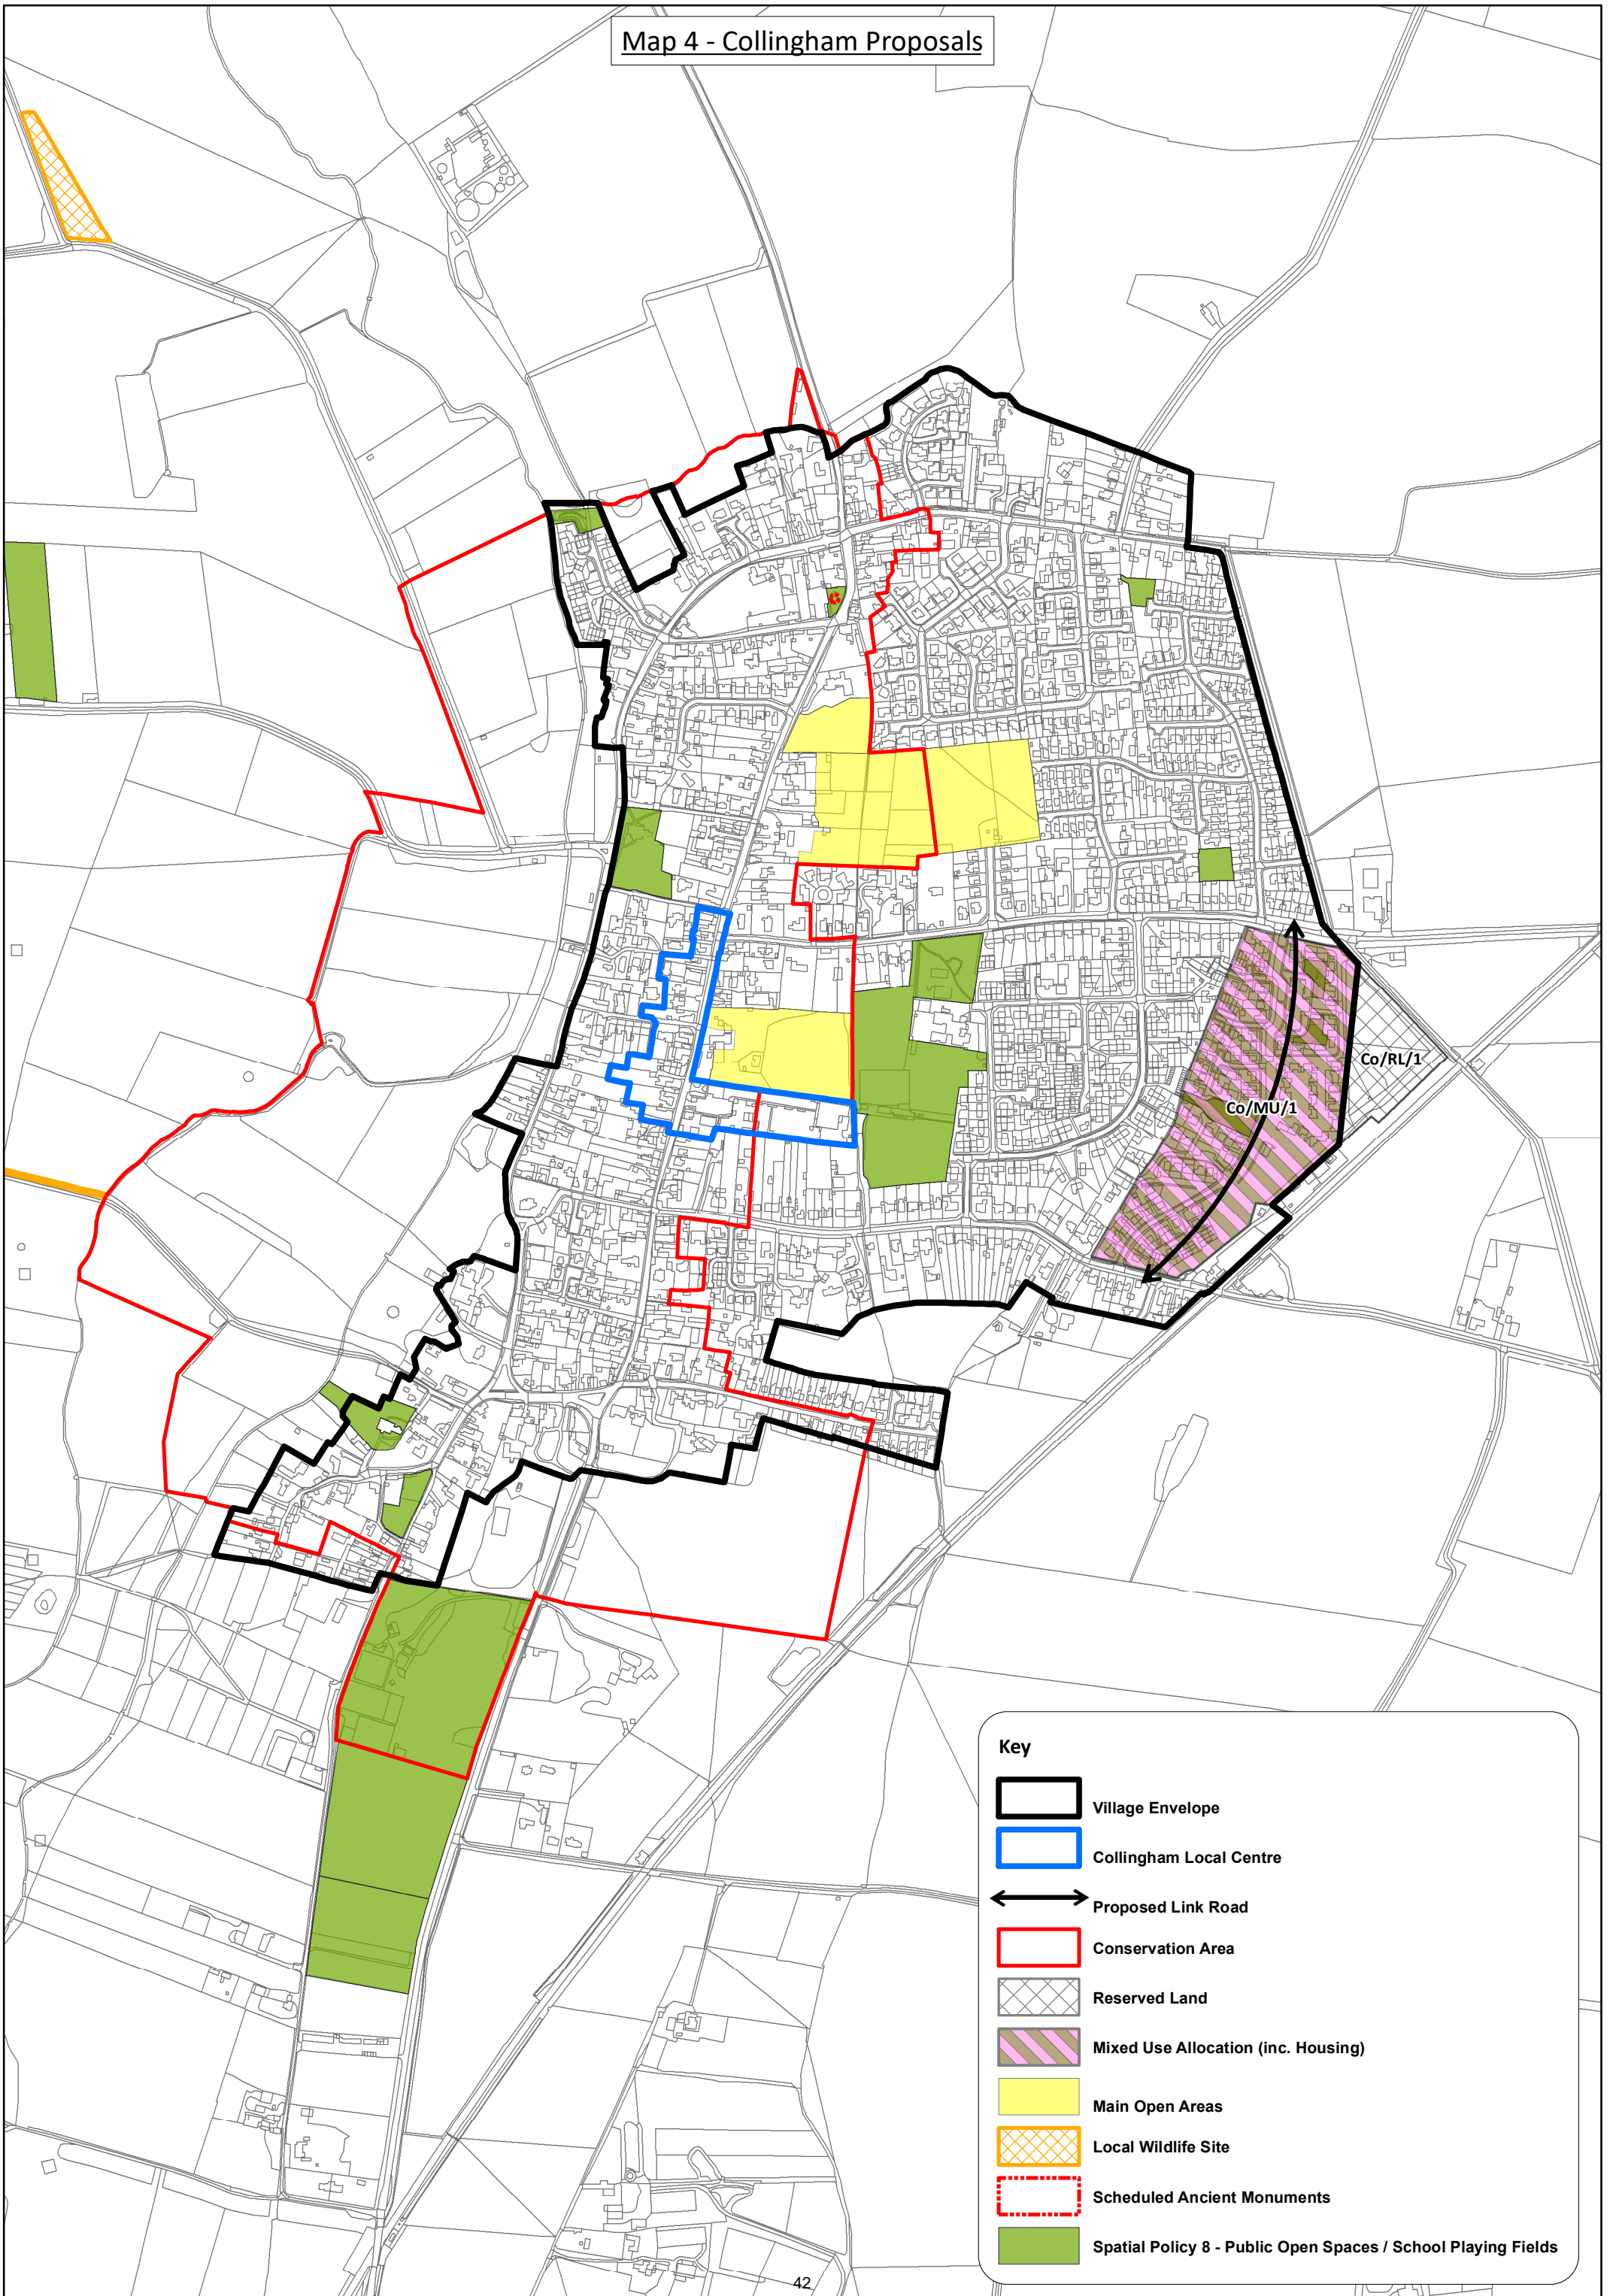 Map 4 - Collingham Proposals
Co/RL/1
Co/MU/1
Key
Village Envelope
Collingham Local Centre
Proposed Link Road
Conservation Area
Reserved Land
Mixed Use Allocation (inc. Housing)
Main Open Areas
Local Wildlife Site
Scheduled Ancient Monuments
Spatial Policy 8 - Public Open Spaces / School Playing Fields
42